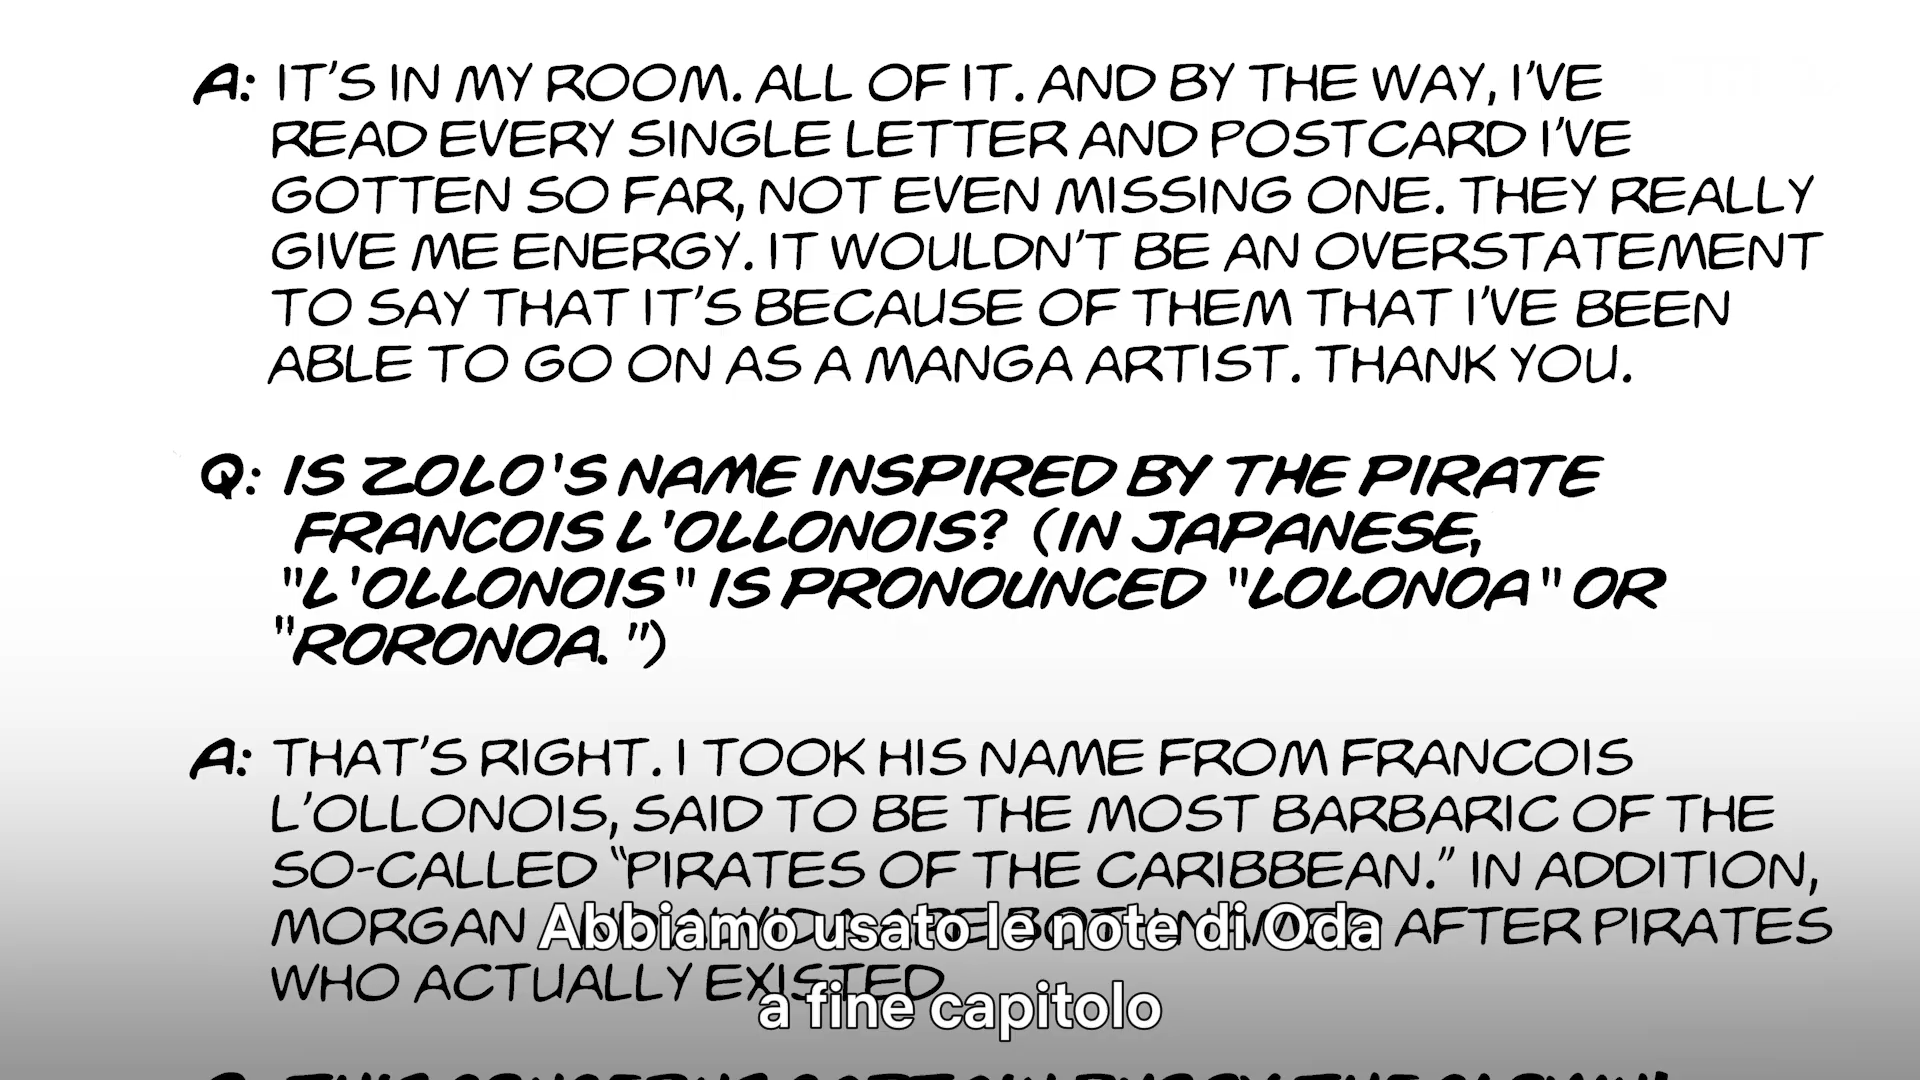 A: IT'S IN MY ROOM. ALL OF IT. AND BY THE WAY, I'VE
READ EVERY SINGLE LETTER AND POSTCARD I'VE
GOTTEN SO FAR, NOT EVEN MISSING ONE. THEY REALLY
GIVE ME ENERGY. IT WOULDN'T BE AN OVERSTATEMENT
TO SAY THAT IT'S BECAUSE OF THEM THAT I'VE BEEN
ABLE TO GO ON AS A MANGA ARTIST. THANK YOU.
Q: IS ZOLO'S NAME INSPIRED BY THE PIRATE
FRANCOIS L'OLLONOIS? (IN JAPANESE,
"L'OLLONOIS" IS PRONOUNCED "LOLONOA" OR
"RORONOA.")
A: THAT'S RIGHT. I TOOK HIS NAME FROM FRANCOIS
L'OLLONOIS, SAID TO BE THE MOST BARBARIC OF THE
SO-CALLED "PIRATES OF THE CARIBBEAN." IN ADDITION,
MORGAN AFTER PIRATES
Abbiamo usato le note di Oda
WHO ACTUALLY EXISTED
a fine capitolo